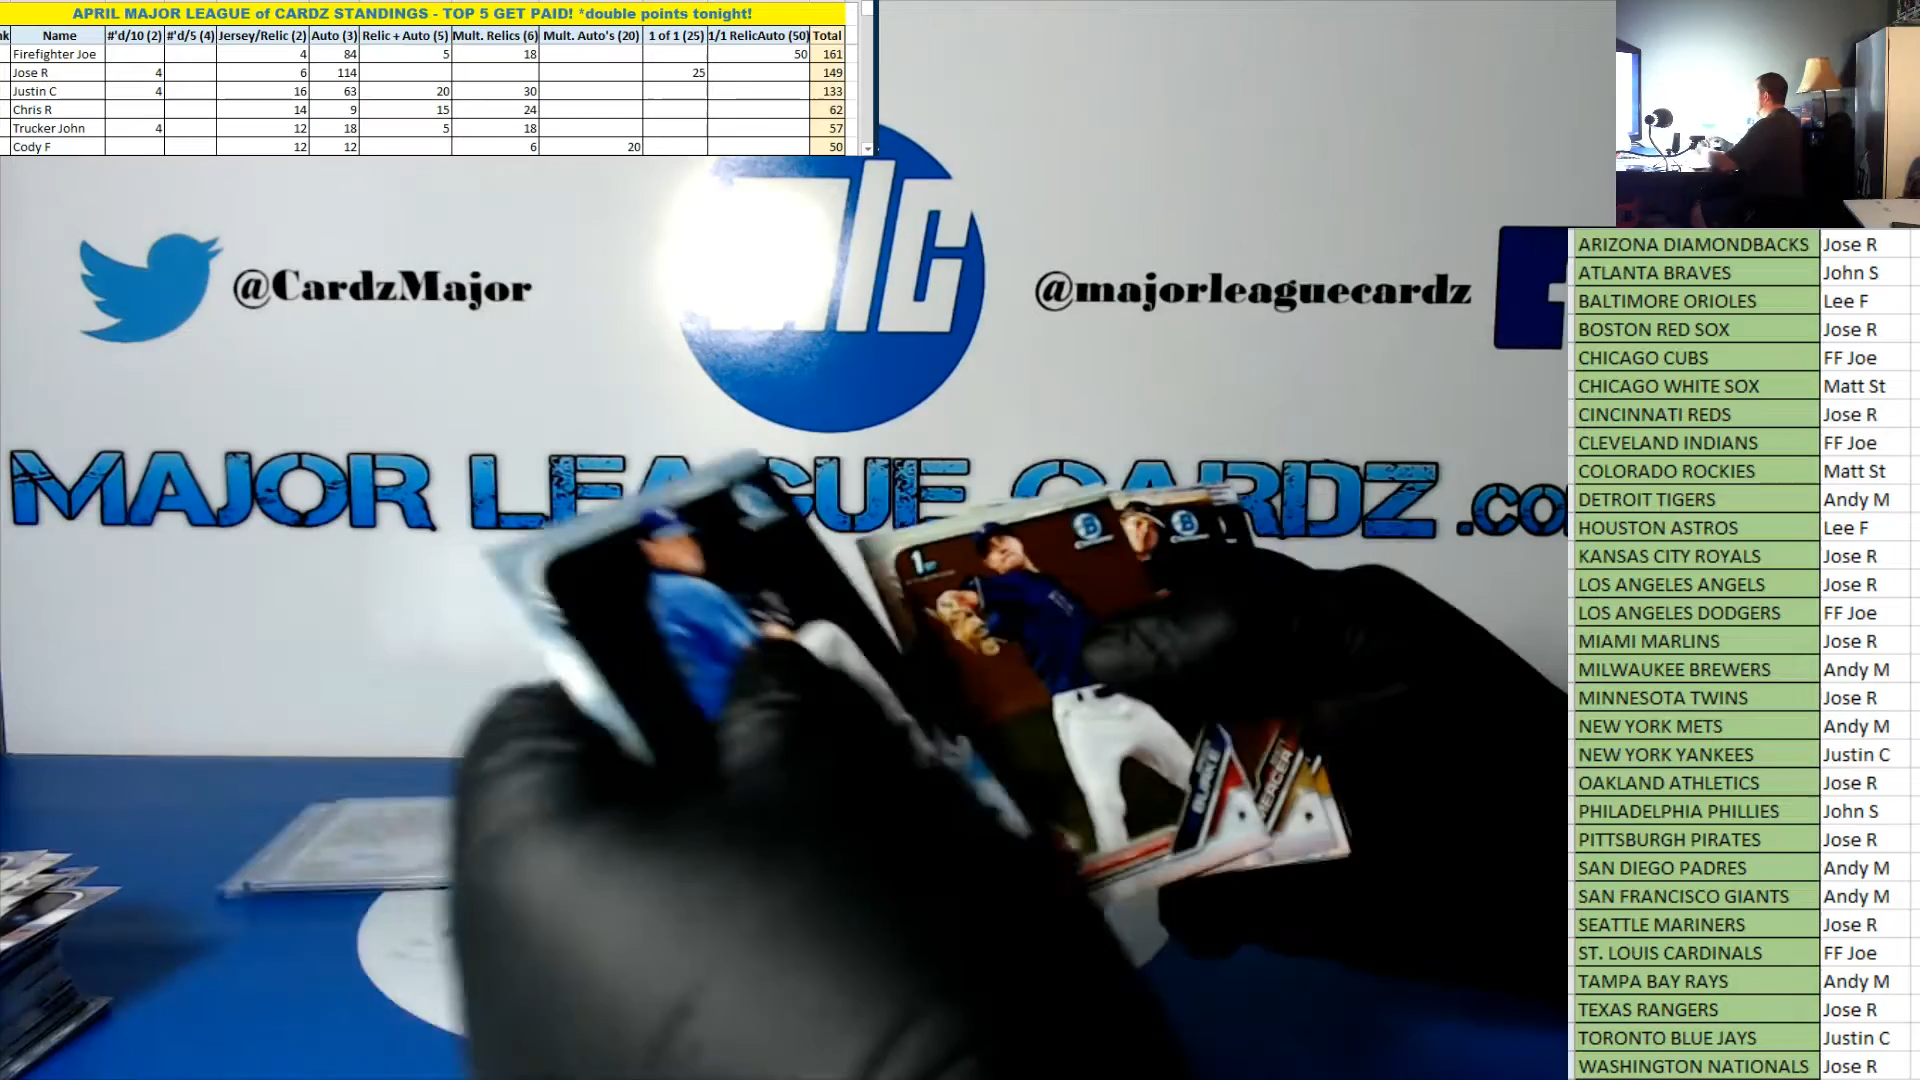 APRIL MAJOR LEAGUE of CARDZ STANDINGS - TOP 5 GET PAID! *double points tonight!
Name #'d/10 (2) #'d/5 (4) Jersey/Relic (2) Auto (3) Relic + Auto (5) Mult. Relics (6) Mult. Auto's (20) 1 of 1 (25) 1/1 RelicAuto (50) Total
Firefighter Joe 4 84 5 18 50 161
Jose R 4 6 114 25 149
Justin C 4 16 63 20 30 133
Chris R 14 9 15 24 62
Trucker John 4 12 18 5 18 57
Cody F 12 12 6 20 50
@CardzMajor
@majorleaguecardz
MAJOR LEAGUE CARDZ .co
1st
B
B
ARIZONA DIAMONDBACKS Jose R
ATLANTA BRAVES John S
BALTIMORE ORIOLES Lee F
BOSTON RED SOX Jose R
CHICAGO CUBS FF Joe
CHICAGO WHITE SOX Matt St
CINCINNATI REDS Jose R
CLEVELAND INDIANS FF Joe
COLORADO ROCKIES Matt St
DETROIT TIGERS Andy M
HOUSTON ASTROS Lee F
KANSAS CITY ROYALS Jose R
LOS ANGELES ANGELS Jose R
LOS ANGELES DODGERS FF Joe
MIAMI MARLINS Jose R
MILWAUKEE BREWERS Andy M
MINNESOTA TWINS Jose R
NEW YORK METS Andy M
NEW YORK YANKEES Justin C
OAKLAND ATHLETICS Jose R
PHILADELPHIA PHILLIES John S
PITTSBURGH PIRATES Jose R
SAN DIEGO PADRES Andy M
SAN FRANCISCO GIANTS Andy M
SEATTLE MARINERS Jose R
ST. LOUIS CARDINALS FF Joe
TAMPA BAY RAYS Andy M
TEXAS RANGERS Jose R
TORONTO BLUE JAYS Justin C
WASHINGTON NATIONALS Jose R